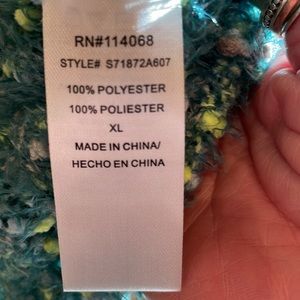 RN#114068
STYLE# S71872A607
100% POLYESTER
100% POLIESTER
XL
MADE IN CHINA/
HECHO EN CHINA